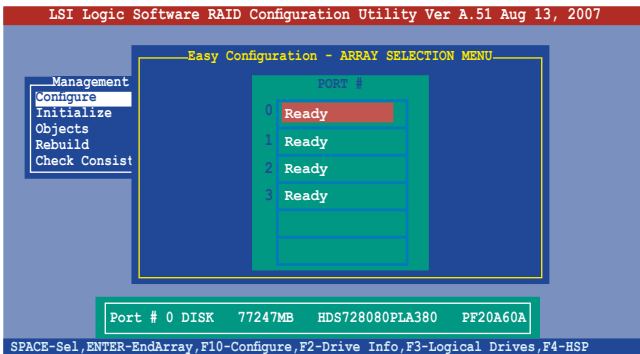 LSI Logic Software RAID Configuration Utility Ver A.51 Aug 13, 2007
Easy Configuration - ARRAY SELECTION MENU
Management
Configure
Initialize
Objects
Rebuild
Check Consist
PORT #
0 Ready
1 Ready
2 Ready
3 Ready
Port # 0 DISK 77247MB HDS728080PLA380 PF20A60A
SPACE-Sel,ENTER-EndArray,F10-Configure,F2-Drive Info,F3-Logical Drives,F4-HSP